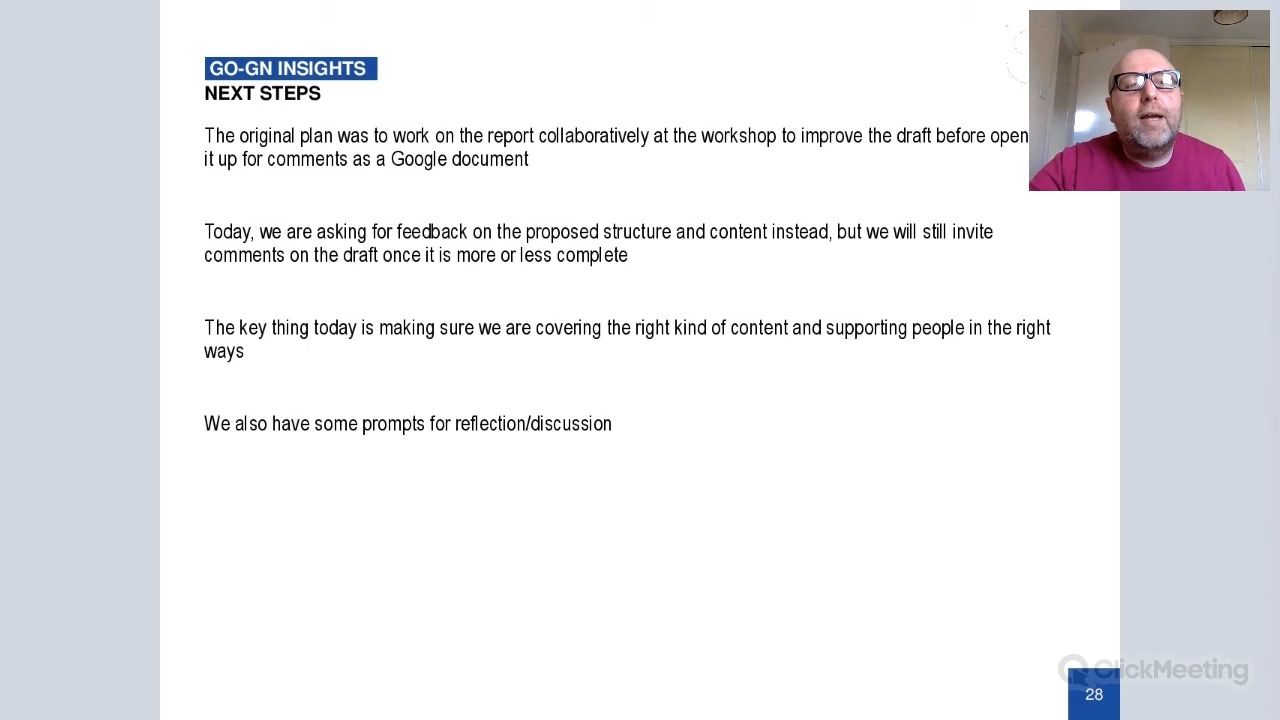 GO-GN INSIGHTS
NEXT STEPS
The original plan was to work on the report collaboratively at the workshop to improve the draft before open
it up for comments as a Google document
Today, we are asking for feedback on the proposed structure and content instead, but we will still invite
comments on the draft once it is more or less complete
The key thing today is making sure we are covering the right kind of content and supporting people in the right
ways
We also have some prompts for reflection/discussion
ClickMeeting
28